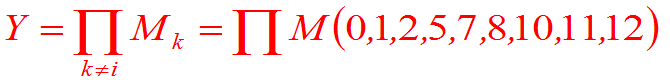 Y = ∏_{k≠i} M_k = ∏ M(0,1,2,5,7,8,10,11,12)